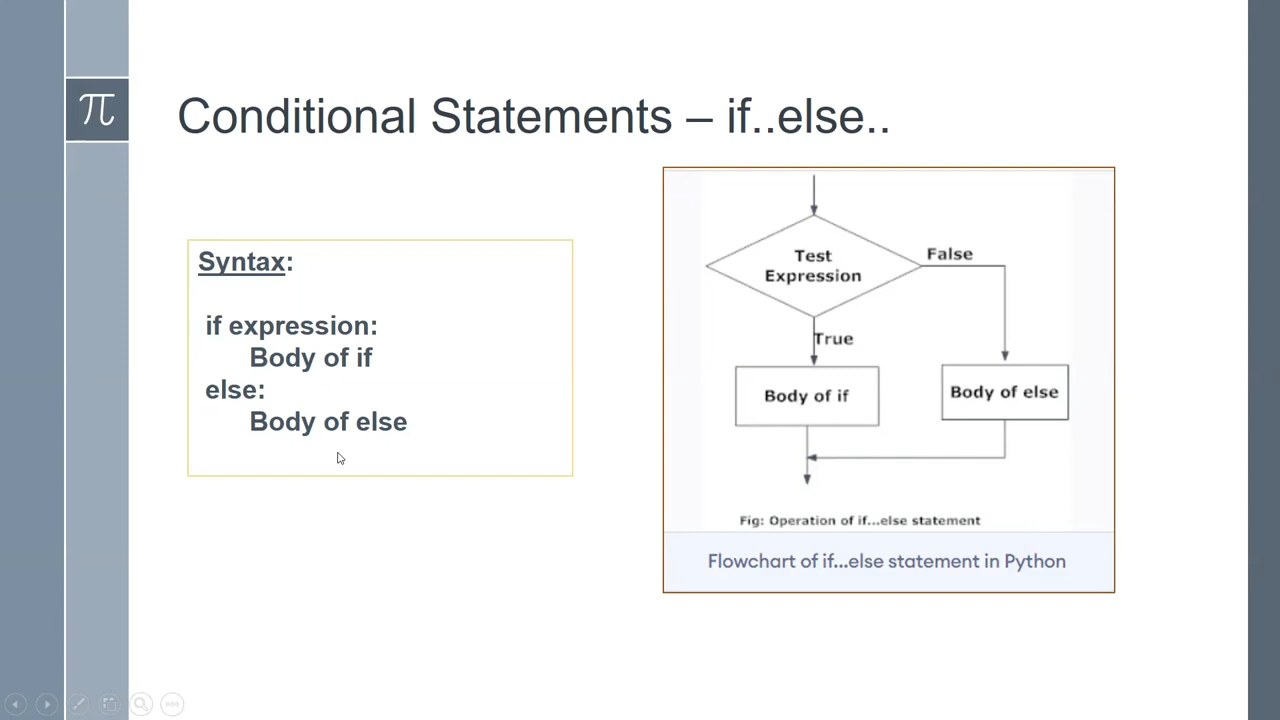 π
Conditional Statements – if..else..
Syntax:
if expression:
Body of if
else:
Body of else
Test
Expression
False
True
Body of if
Body of else
Fig: Operation of if...else statement
Flowchart of if...else statement in Python